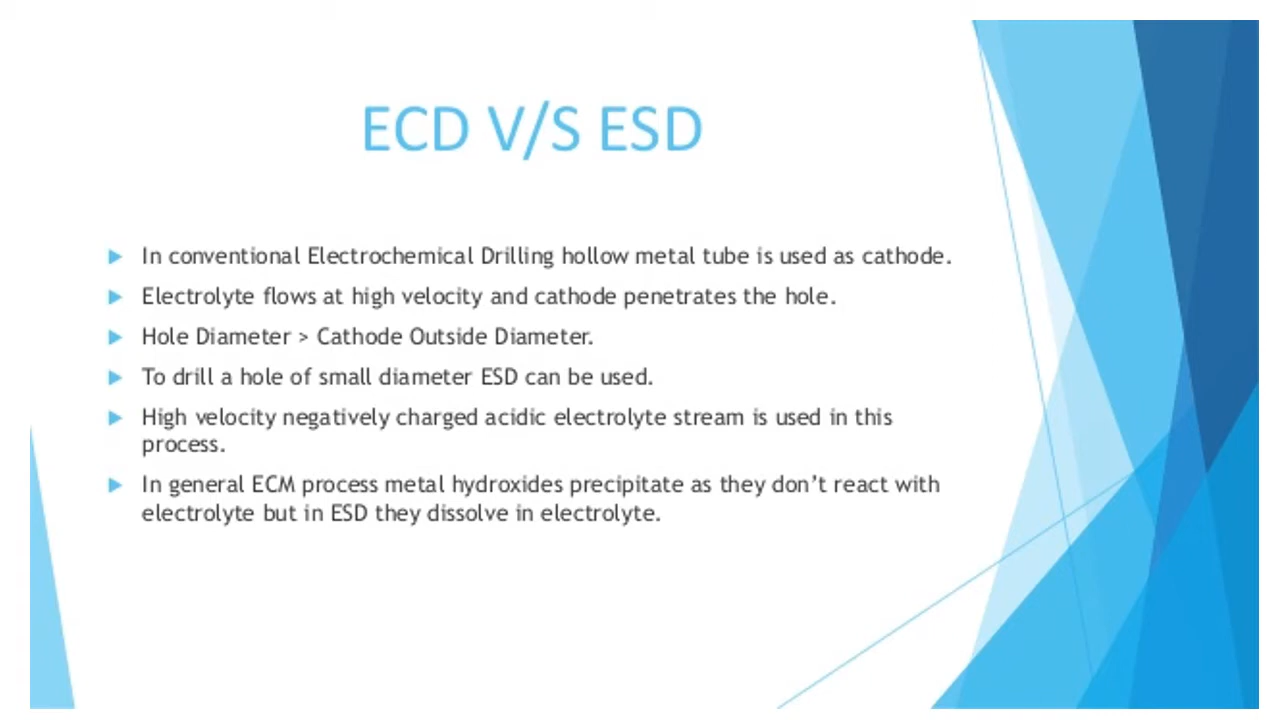 ECD V/S ESD
In conventional Electrochemical Drilling hollow metal tube is used as cathode.
Electrolyte flows at high velocity and cathode penetrates the hole.
Hole Diameter > Cathode Outside Diameter.
To drill a hole of small diameter ESD can be used.
High velocity negatively charged acidic electrolyte stream is used in this
process.
In general ECM process metal hydroxides precipitate as they don’t react with
electrolyte but in ESD they dissolve in electrolyte.